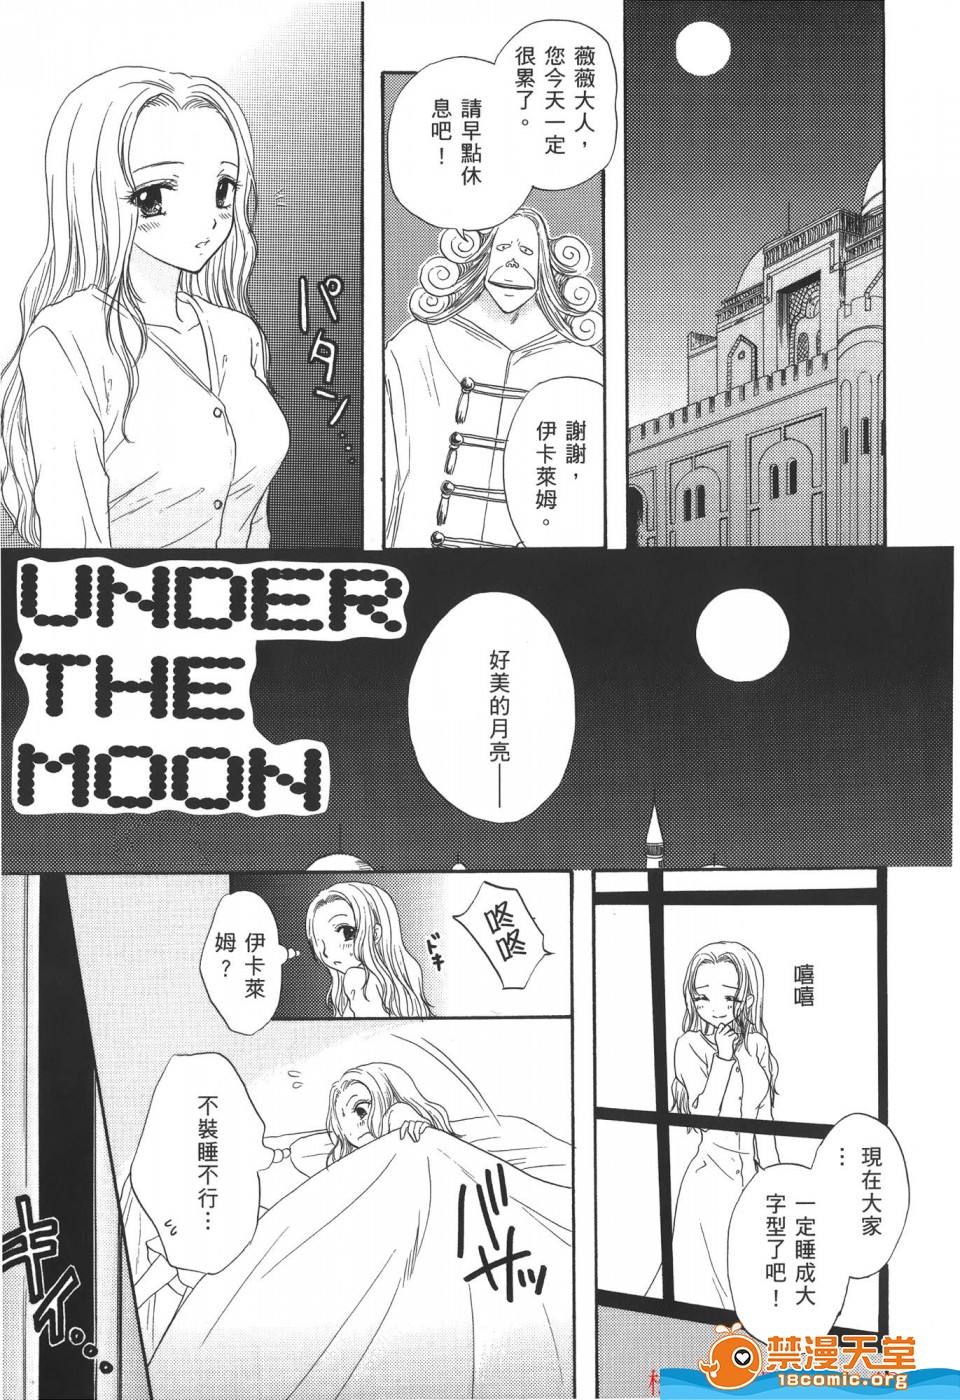 薇薇大人，
您今天一定
很累了。
請早點休
息吧！
謝謝，
伊卡萊姆。
パタン…
UNDER
THE
MOON
好美的月亮——
嘻嘻
現在大家
…
一定睡成大
字型了吧！
咚咚
ドキ
伊卡萊
姆？
バサッ
不裝睡不行…
キィ…
禁漫天堂
18comic.org